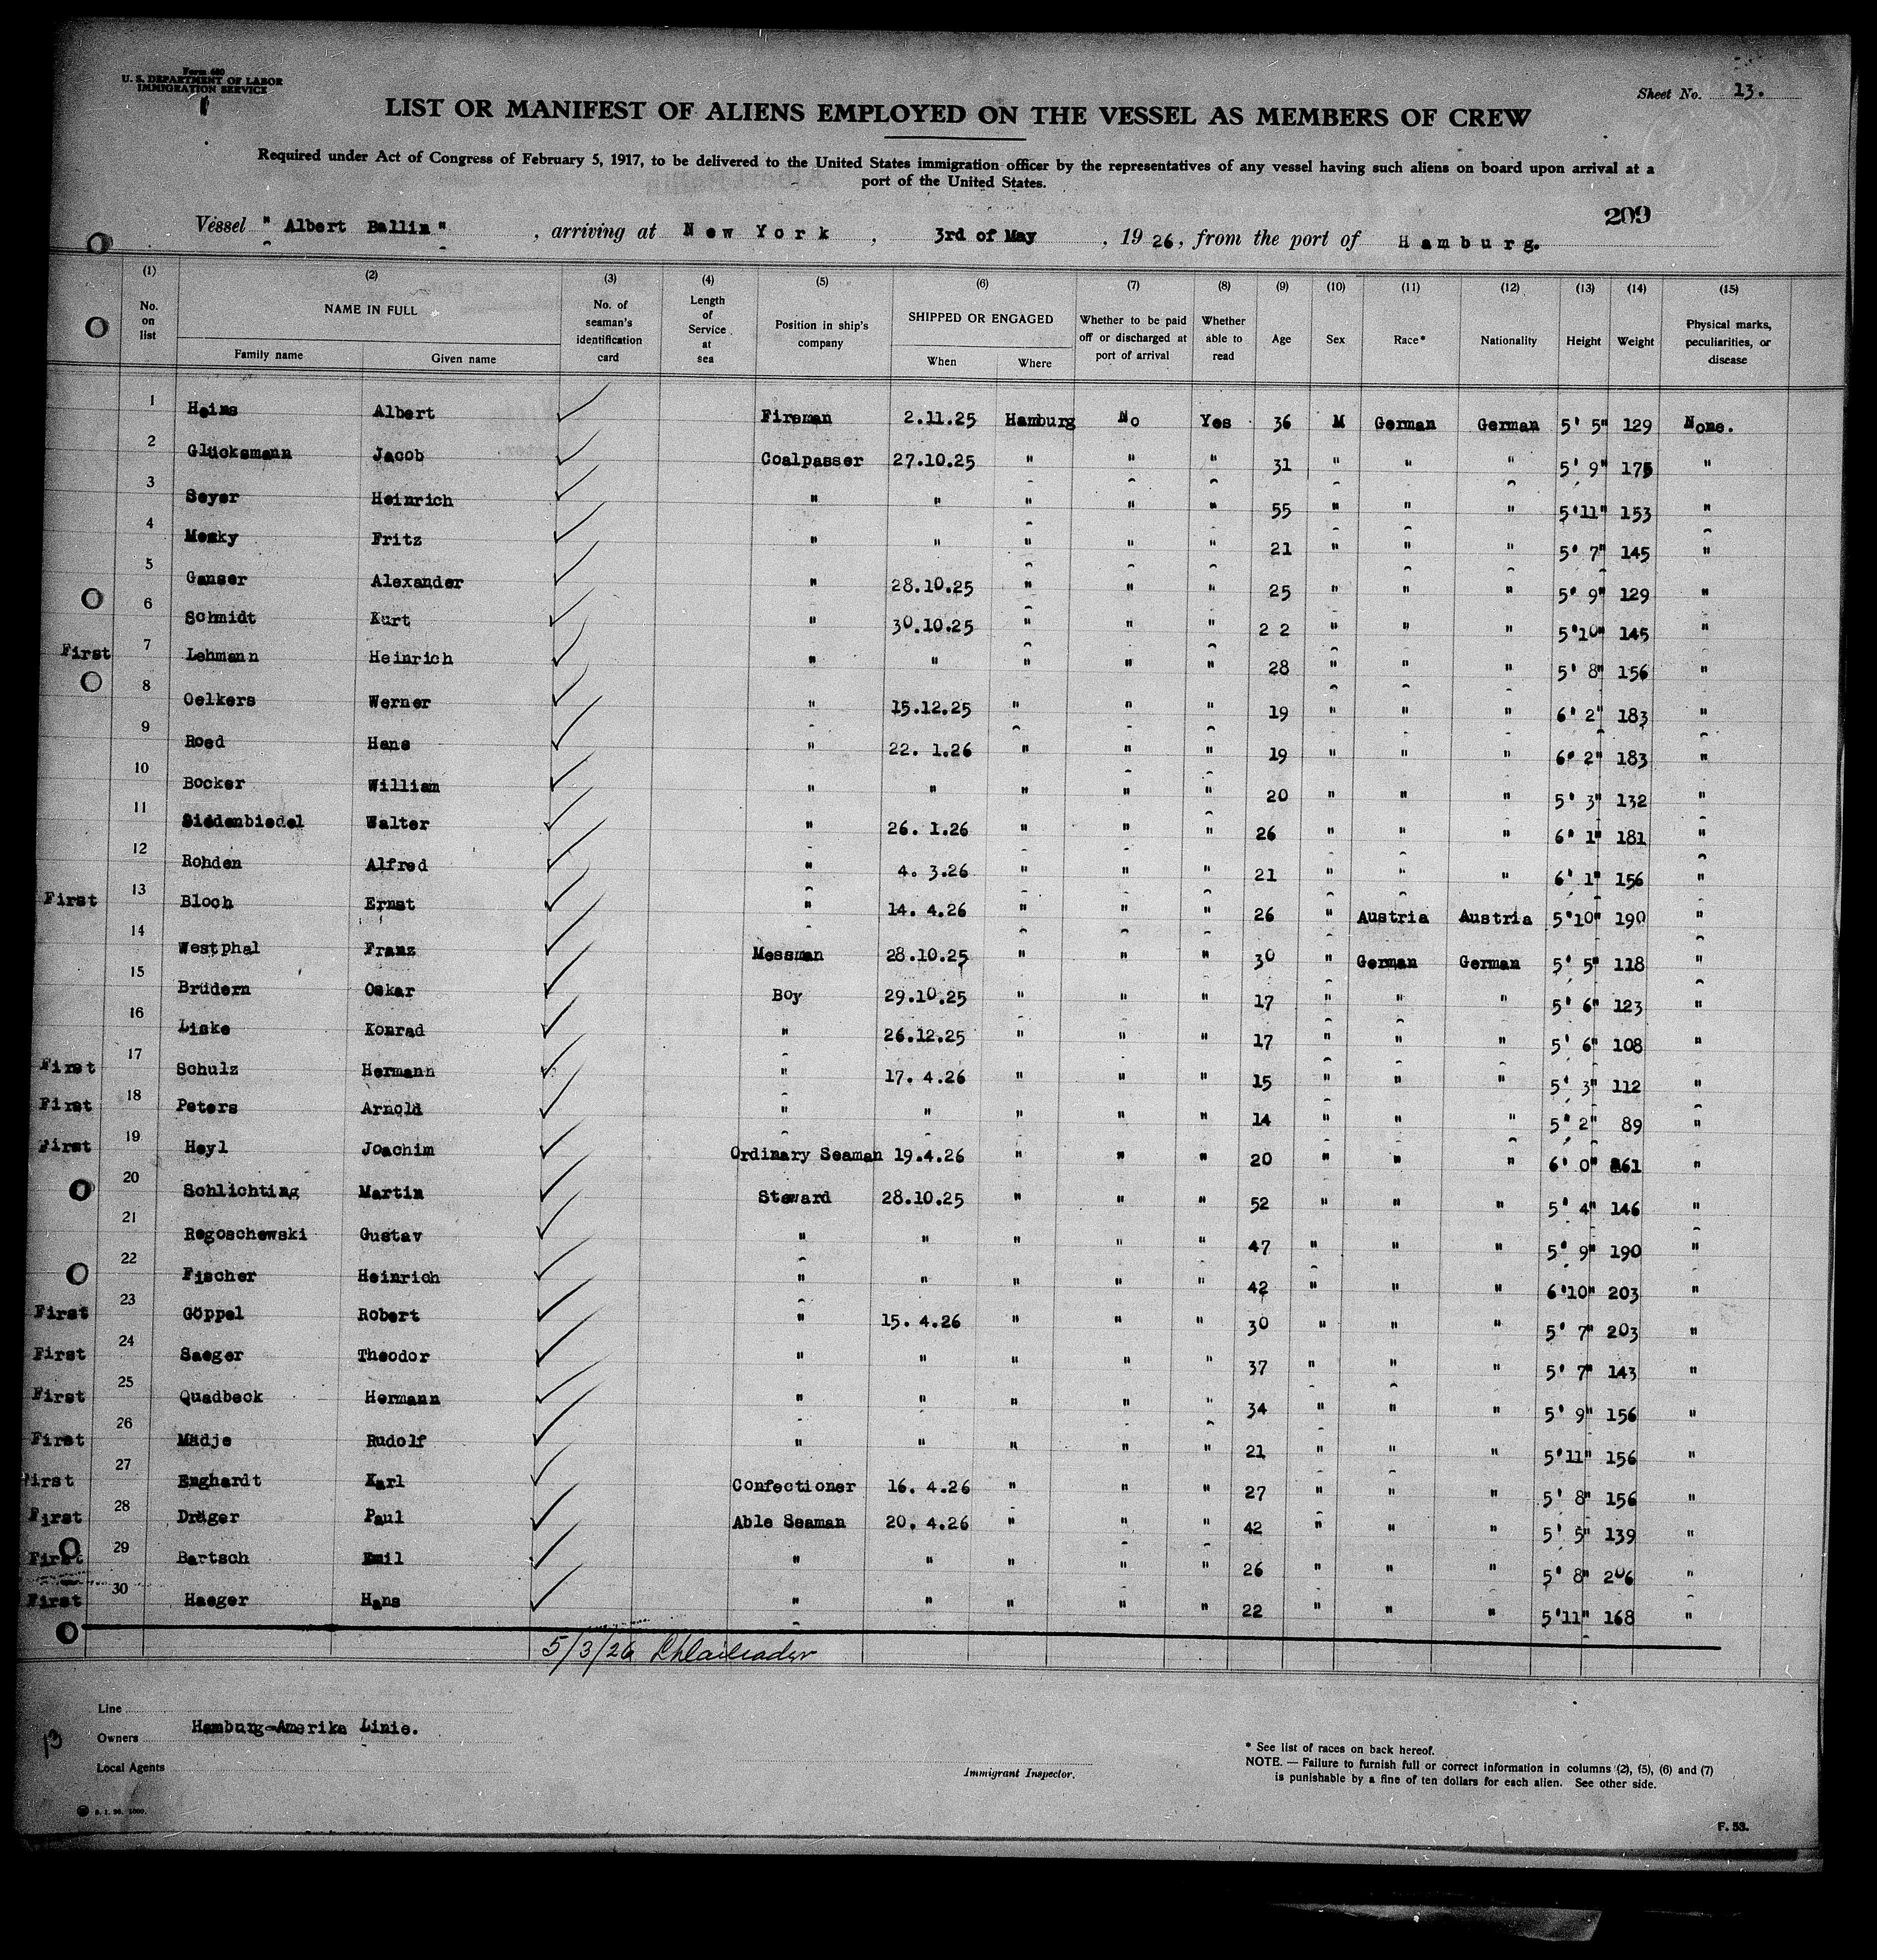 Form 680
U. S. DEPARTMENT OF LABOR
IMMIGRATION SERVICE
Sheet No. 13.
LIST OR MANIFEST OF ALIENS EMPLOYED ON THE VESSEL AS MEMBERS OF CREW
Required under Act of Congress of February 5, 1917, to be delivered to the United States immigration officer by the representatives of any vessel having such aliens on board upon arrival at a
port of the United States.
209
Vessel "Albert Ballin", arriving at New York, 3rd of May, 1926, from the port of Hamburg.
(1) (2) (3) (4) (5) (6) (7) (8) (9) (10) (11) (12) (13) (14) (15)
No. on list NAME IN FULL Family name Given name No. of seaman's identification card Length of Service at sea Position in ship's company SHIPPED OR ENGAGED When Where Whether to be paid off or discharged at port of arrival Whether able to read Age Sex Race* Nationality Height Weight Physical marks, peculiarities, or disease
1 Heims Albert Fireman 2.11.25 Hamburg No Yes 36 M German German 5' 5" 129 None.
2 Glücksmann Jacob Coalpasser 27.10.25 " " " 31 " " " 5' 9" 175 "
3 Seyer Heinrich " " " " " 55 " " " 5'11" 153 "
4 Mesky Fritz " " " " " 21 " " " 5' 7" 145 "
5 Ganser Alexander " 28.10.25 " " " 25 " " " 5' 9" 129 "
6 Schmidt Kurt " 30.10.25 " " " 22 " " " 5'10" 145 "
First 7 Lehmann Heinrich " " " " " 28 " " " 5' 8" 156 "
8 Oelkers Werner " 15.12.25 " " " 19 " " " 6' 2" 183 "
9 Roed Hans " 22. 1.26 " " " 19 " " " 6' 2" 183 "
10 Bocker William " " " " " 20 " " " 5' 3" 132 "
11 Siddenbiedel Walter " 26. 1.26 " " " 26 " " " 6' 1" 181 "
12 Rohden Alfred " 4. 3.26 " " " 21 " " " 6' 1" 156 "
First 13 Bloch Ernst " 14. 4.26 " " " 26 " Austria Austria 5'10" 190 "
14 Westphal Franz Messman 28.10.25 " " " 30 " German German 5' 5" 118 "
15 Brüdern Oskar Boy 29.10.25 " " " 17 " " " 5' 6" 123 "
16 Liske Konrad " 26.12.25 " " " 17 " " " 5' 6" 108 "
First 17 Schulz Hermann " 17. 4.26 " " " 15 " " " 5' 3" 112 "
First 18 Peters Arnold " " " " " 14 " " " 5' 2" 89 "
First 19 Heyl Joachim Ordinary Seaman 19.4.26 " " " 20 " " " 6' 0" 161 "
20 Schlichting Martin Steward 28.10.25 " " " 52 " " " 5' 4" 146 "
21 Rogoschewski Gustav " " " " " 47 " " " 5' 9" 190 "
22 Fischer Heinrich " " " " " 42 " " " 6'10" 203 "
First 23 Göppel Robert " 15. 4.26 " " " 30 " " " 5' 7" 203 "
First 24 Saeger Theodor " " " " " 37 " " " 5' 7" 143 "
First 25 Quadbeck Hermann " " " " " 34 " " " 5' 9" 156 "
First 26 Mädje Rudolf " " " " " 21 " " " 5'11" 156 "
First 27 Enghardt Karl Confectioner 16. 4.26 " " " 27 " " " 5' 8" 156 "
First 28 Dräger Paul Able Seaman 20. 4.26 " " " 42 " " " 5' 5" 139 "
First 29 Bartsch Emil " " " " " 26 " " " 5' 8" 206 "
First 30 Haeger Hans " " " " " 22 " " " 5'11" 168 "
5/3/26
Line
Owners Hamburg-Amerika Linie.
Local Agents
13
Immigrant Inspector.
* See list of races on back hereof.
NOTE. — Failure to furnish full or correct information in columns (2), (5), (6) and (7)
is punishable by a fine of ten dollars for each alien. See other side.
F. 53.